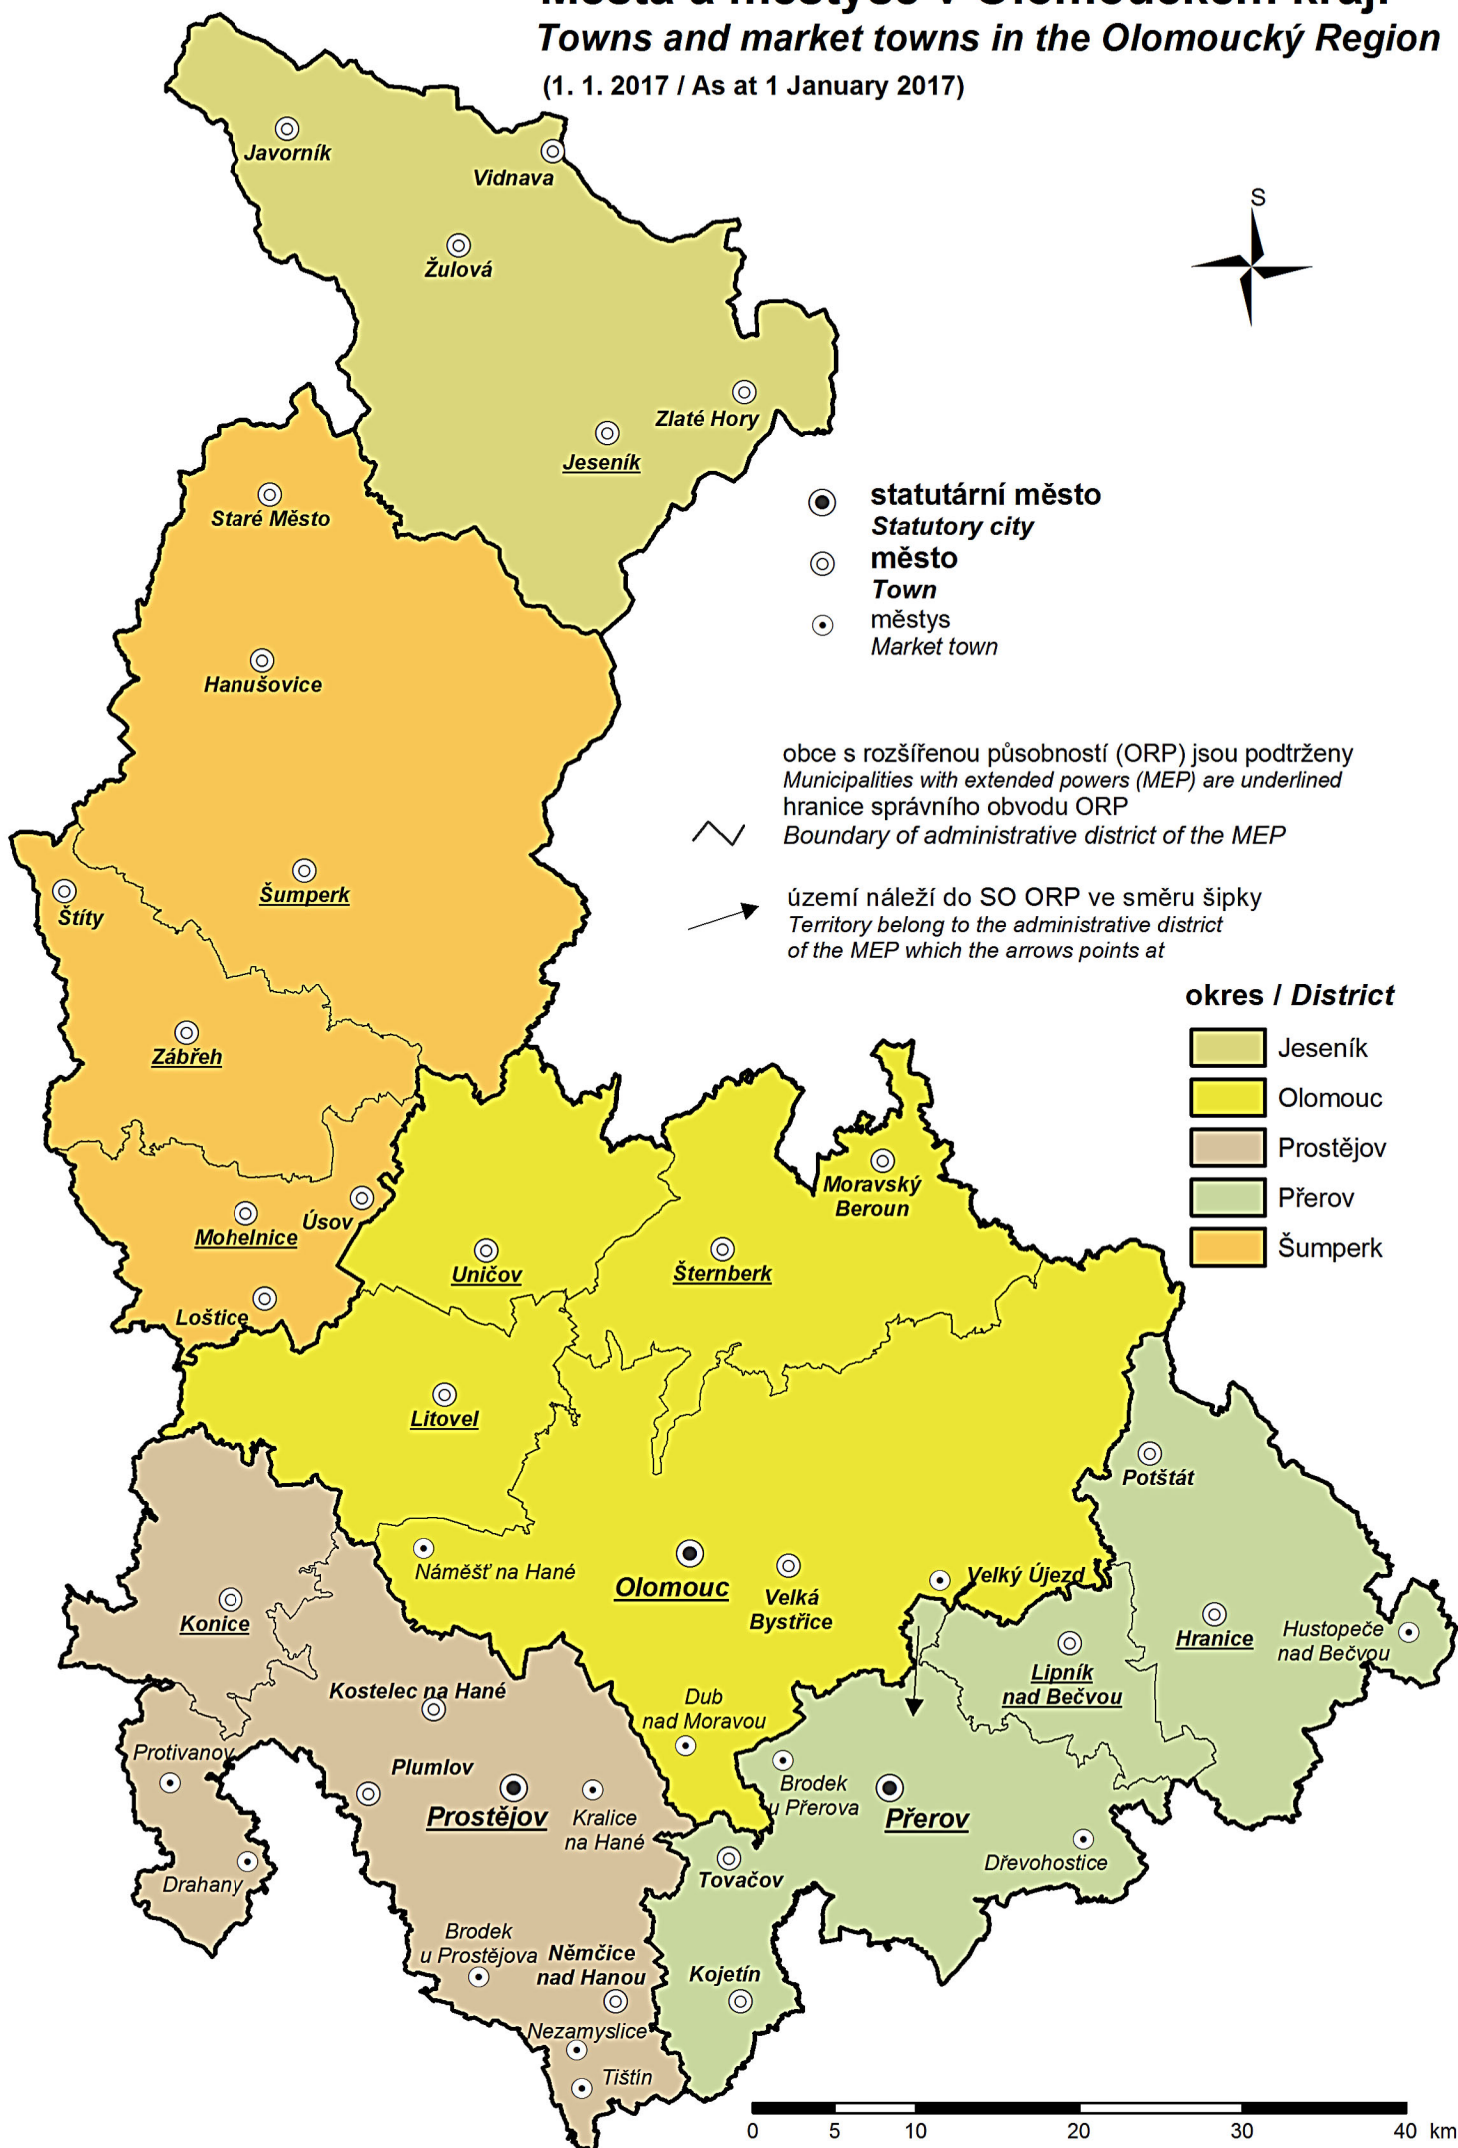 Města a městyse v Olomouckém kraji
Towns and market towns in the Olomoucký Region
(1. 1. 2017 / As at 1 January 2017)
S
Javorník
Vidnava
Žulová
Zlaté Hory
Jeseník
Staré Město
Hanušovice
Šumperk
Štíty
Zábřeh
Úsov
Mohelnice
Loštice
statutární město
Statutory city
město
Town
městys
Market town
obce s rozšířenou působností (ORP) jsou podtrženy
Municipalities with extended powers (MEP) are underlined
hranice správního obvodu ORP
Boundary of administrative district of the MEP
území náleží do SO ORP ve směru šipky
Territory belong to the administrative district
of the MEP which the arrows points at
okres / District
Jeseník
Olomouc
Prostějov
Přerov
Šumperk
Moravský
Beroun
Uničov
Šternberk
Litovel
Náměšť na Hané
Olomouc
Velká
Bystřice
Velký Újezd
Dub
nad Moravou
Potštát
Hranice
Hustopeče
nad Bečvou
Lipník
nad Bečvou
Konice
Kostelec na Hané
Protivanov
Plumlov
Prostějov
Kralice
na Hané
Brodek
u Přerova
Přerov
Dřevohostice
Drahany
Tovačov
Brodek
u Prostějova
Němčice
nad Hanou
Kojetín
Nezamyslice
Tištín
0 5 10 20 30 40 km